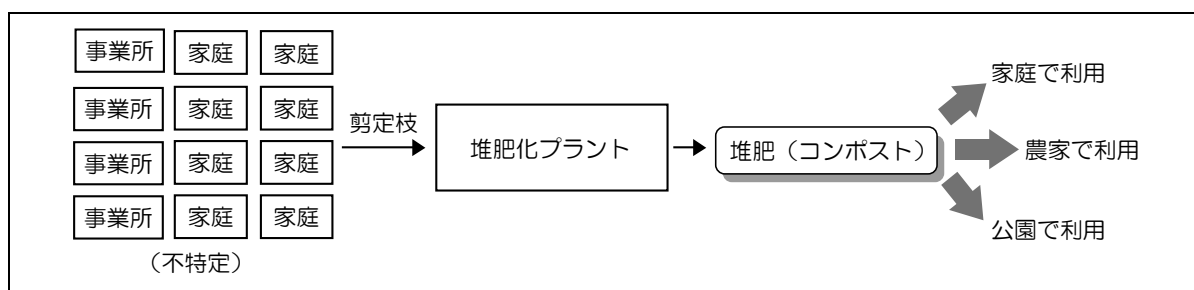 事業所 家庭 家庭
事業所 家庭 家庭
事業所 家庭 家庭
事業所 家庭 家庭
（不特定）
剪定枝
堆肥化プラント
堆肥（コンポスト）
家庭で利用
農家で利用
公園で利用